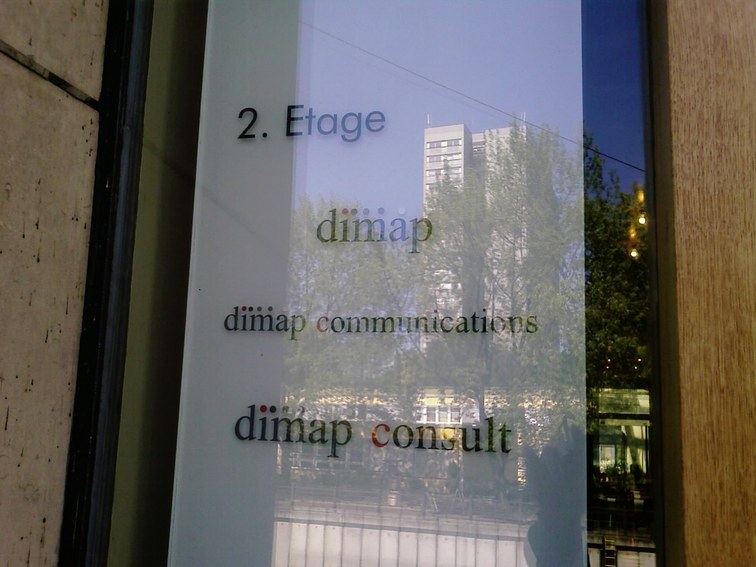 2. Etage
dimap
dimap communications
dimap consult